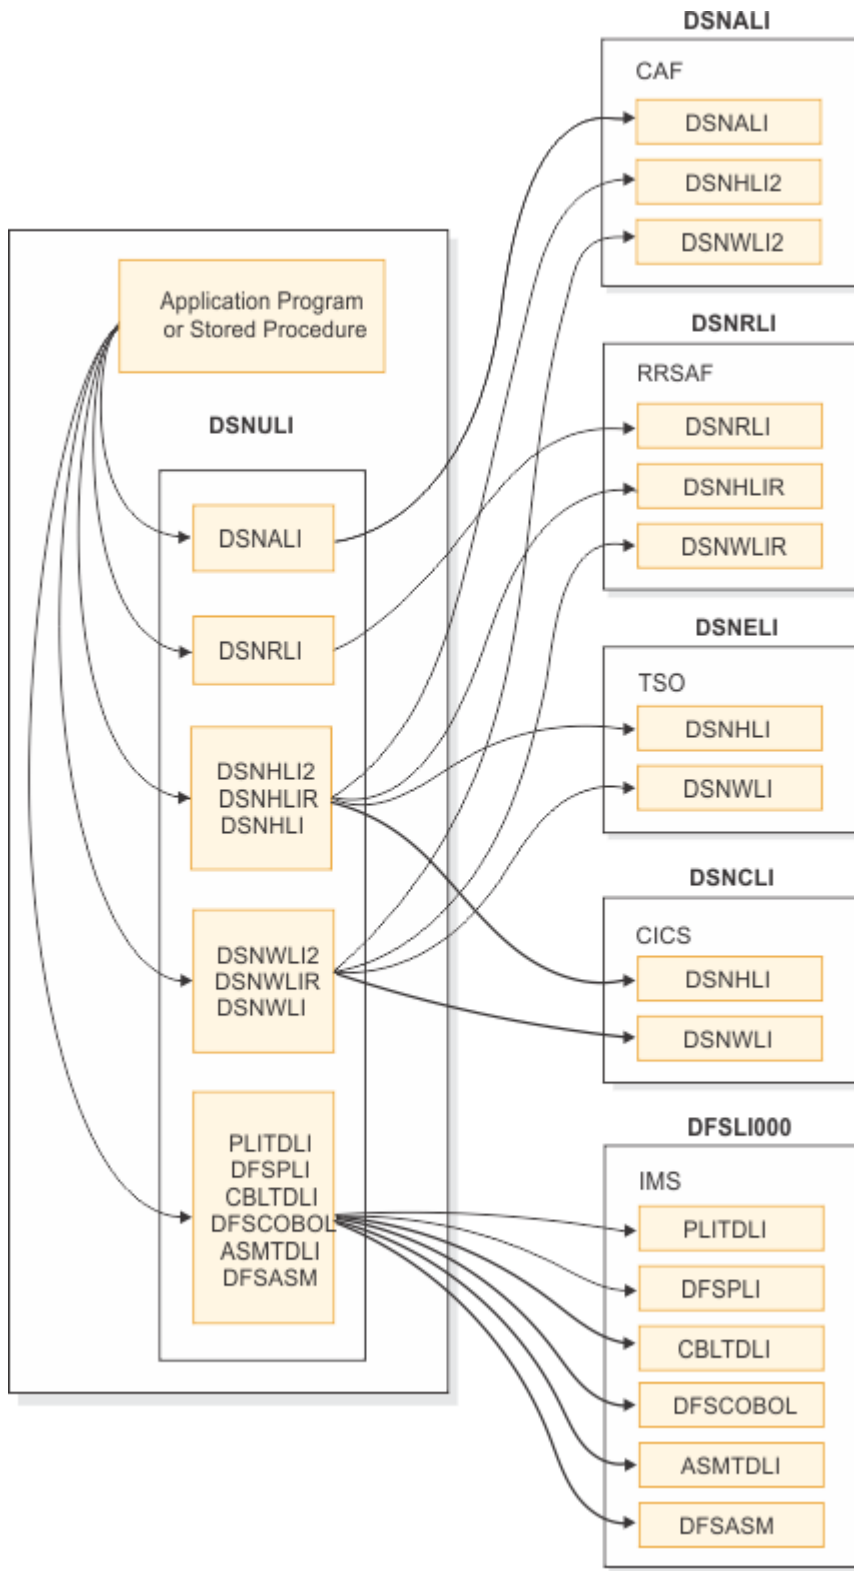 Application Program
or Stored Procedure
DSNULI
DSNALI
DSNRLI
DSNHLI2
DSNHLIR
DSNHLI
DSNWLI2
DSNWLIR
DSNWLI
PLITDLI
DFSPLI
CBLTDLI
DFSCOBOL
ASMTDLI
DFSASM
DSNALI
CAF
DSNALI
DSNHLI2
DSNWLI2
DSNRLI
RRSAF
DSNRLI
DSNHLIR
DSNWLIR
DSNELI
TSO
DSNHLI
DSNWLI
DSNCLI
CICS
DSNHLI
DSNWLI
DFSLI000
IMS
PLITDLI
DFSPLI
CBLTDLI
DFSCOBOL
ASMTDLI
DFSASM